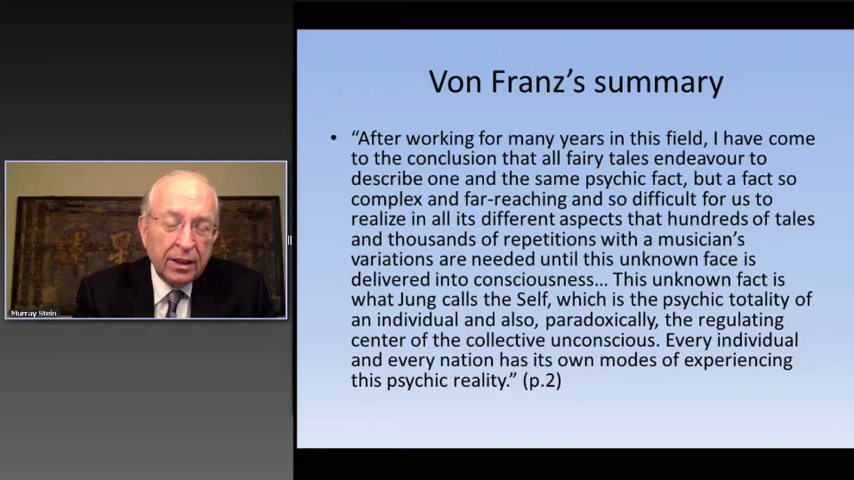 Von Franz's summary
• "After working for many years in this field, I have come
to the conclusion that all fairy tales endeavour to
describe one and the same psychic fact, but a fact so
complex and far-reaching and so difficult for us to
realize in all its different aspects that hundreds of tales
and thousands of repetitions with a musician's
variations are needed until this unknown face is
delivered into consciousness... This unknown fact is
what Jung calls the Self, which is the psychic totality of
an individual and also, paradoxically, the regulating
center of the collective unconscious. Every individual
and every nation has its own modes of experiencing
this psychic reality." (p.2)
Murray Stein